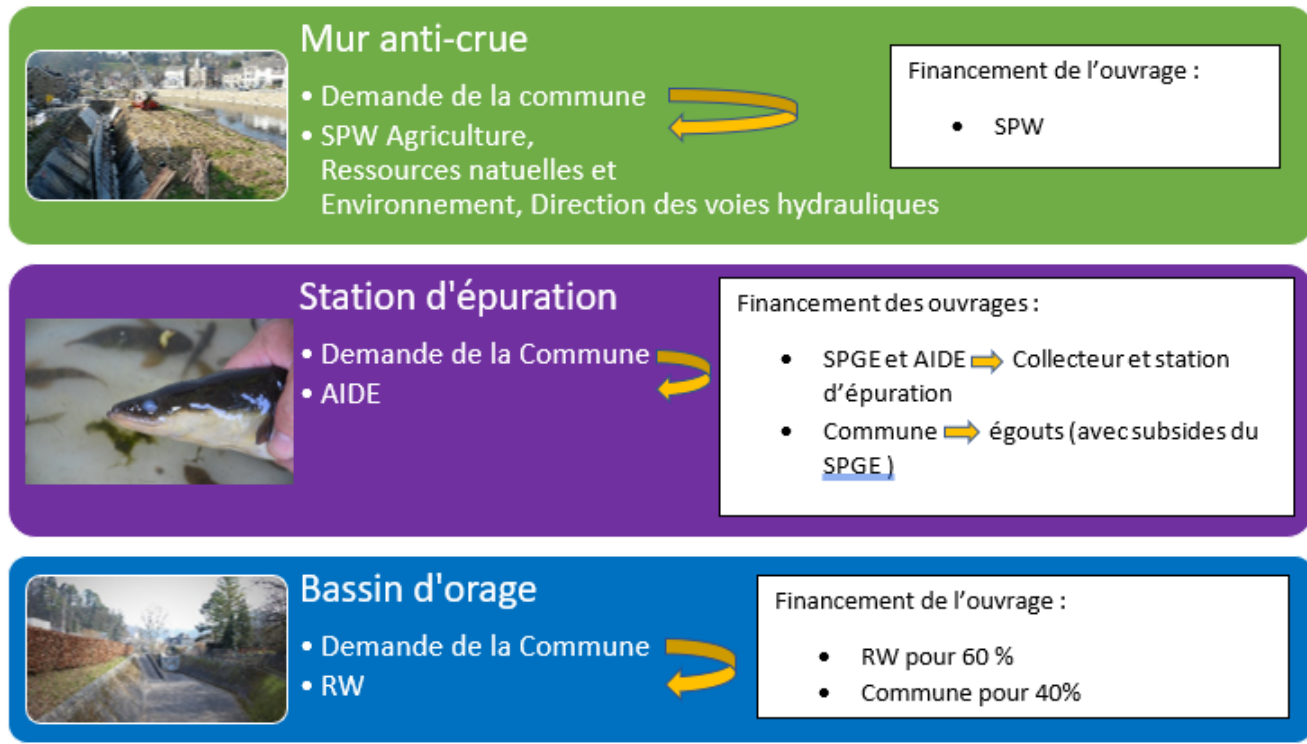 Mur anti-crue
• Demande de la commune
• SPW Agriculture,
Ressources naturelles et
Environnement, Direction des voies hydrauliques
Financement de l'ouvrage :
• SPW
Station d'épuration
• Demande de la Commune
• AIDE
Financement des ouvrages :
• SPGE et AIDE ➡ Collecteur et station
d'épuration
• Commune ➡ égouts (avec subsides du
SPGE )
Bassin d'orage
• Demande de la Commune
• RW
Financement de l'ouvrage :
• RW pour 60 %
• Commune pour 40%